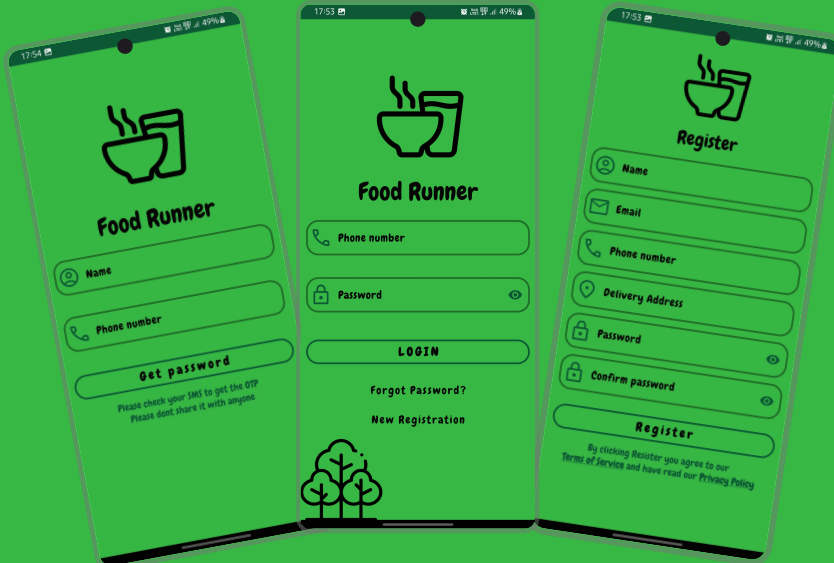 17:54
49%
Food Runner
Name
Phone number
Get password
Please check your SMS to get the OTP
Please dont share it with anyone
17:53
49%
Food Runner
Phone number
Password
LOGIN
Forgot Password?
New Registration
17:53
49%
Register
Name
Email
Phone number
Delivery Address
Password
Confirm password
Register
By clicking Resister you agree to our
Terms of Service and have read our Privacy Policy